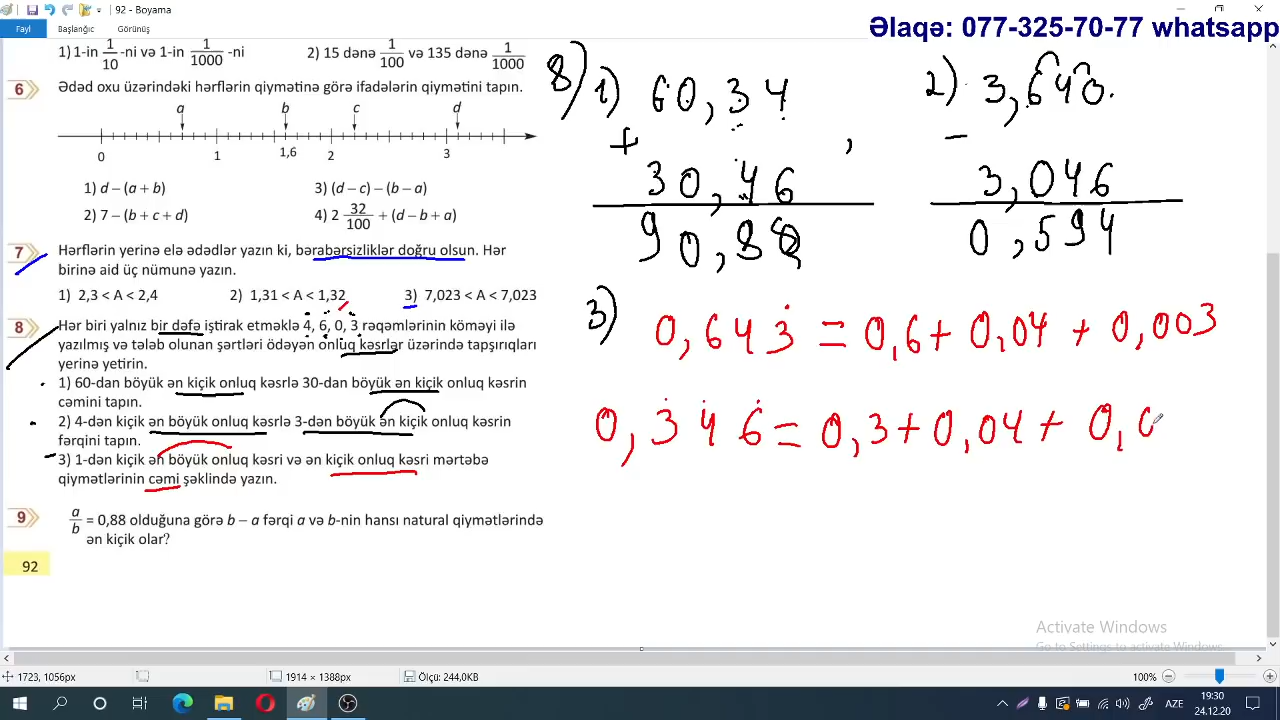 92 - Boyama
Əlaqə: 077-325-70-77 whatsapp
Fayl Başlanğıc Görünüş
1) 1-in 1/10 -ni və 1-in 1/1000 -ni 2) 15 dənə 1/100 və 135 dənə 1/1000
6 Ədəd oxu üzərindəki hərflərin qiymətinə görə ifadələrin qiymətini tapın.
a b c d
0 1 1,6 2 3
1) d – (a + b) 3) (d – c) – (b – a)
2) 7 – (b + c + d) 4) 2 32/100 + (d – b + a)
7 Hərflərin yerinə elə ədədlər yazın ki, bərabərsizliklər doğru olsun. Hər
birinə aid üç nümunə yazın.
1) 2,3 < A < 2,4 2) 1,31 < A < 1,32 3) 7,023 < A < 7,023
8 Hər biri yalnız bir dəfə iştirak etməklə 4, 6, 0, 3 rəqəmlərinin köməyi ilə
yazılmış və tələb olunan şərtləri ödəyən onluq kəsrlər üzərində tapşırıqları
yerinə yetirin.
1) 60-dan böyük ən kiçik onluq kəsrlə 30-dan böyük ən kiçik onluq kəsrin
cəmini tapın.
2) 4-dən kiçik ən böyük onluq kəsrlə 3-dən böyük ən kiçik onluq kəsrin
fərqini tapın.
3) 1-dən kiçik ən böyük onluq kəsri və ən kiçik onluq kəsri mərtəbə
qiymətlərinin cəmi şəklində yazın.
9 a/b = 0,88 olduğuna görə b – a fərqi a və b-nin hansı natural qiymətlərində
ən kiçik olar?
92
8) 1) 60,34
+
30,46
90,88
2) 3,640
–
3,046
0,594
3) 0,643 = 0,6 + 0,04 + 0,003
0,346 = 0,3 + 0,04 + 0,0
Activate Windows
Go to Settings to activate Windows.
1723, 1056px 1914 × 1388px Ölçü: 244,0KB 100%
AZE 19:30
24.12.20